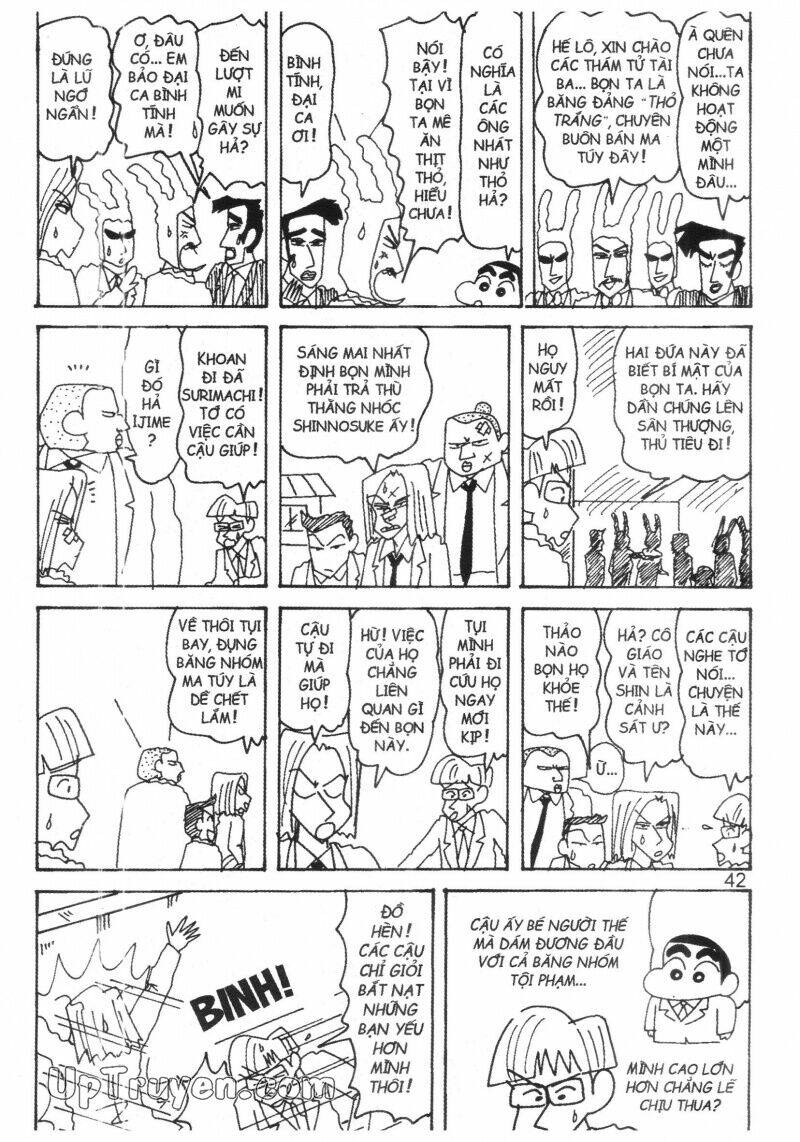 À QUÊN
CHƯA
NÓI...TA
KHÔNG
HOẠT
ĐỘNG
MỘT
MÌNH
ĐÂU...
HÊ LÔ, XIN CHÀO
CÁC THÁM TỬ TÀI
BA... BỌN TA LÀ
BĂNG ĐẢNG "THỎ
TRẮNG", CHUYÊN
BUÔN BÁN MA
TÚY ĐÂY!
CÓ
NGHĨA
LÀ
CÁC
ÔNG
NHÁT
NHƯ
THỎ
HẢ?
NÓI
BẬY!
TẠI VÌ
BỌN
TA MÊ
ĂN
THỊT
THỎ,
HIỂU
CHƯA!
BÌNH
TĨNH,
ĐẠI
CA
ƠI!
ĐẾN
LƯỢT
MI
MUỐN
GÂY SỰ
HẢ?
Ơ, ĐÂU
CÓ... EM
BẢO ĐẠI
CA BÌNH
TĨNH
MÀ!
ĐÚNG
LÀ LŨ
NGỚ
NGẨN!
HAI ĐỨA NÀY ĐÃ
BIẾT BÍ MẬT CỦA
BỌN TA. HÃY
DẪN CHÚNG LÊN
SÂN THƯỢNG,
THỦ TIÊU ĐI!
HỌ
NGUY
MẤT
RỒI!
SÁNG MAI NHẤT
ĐỊNH BỌN MÌNH
PHẢI TRẢ THÙ
THẰNG NHÓC
SHINNOSUKE ẤY!
KHOAN
ĐI ĐÃ
SURIMACHI!
TỚ CÓ
VIỆC CẦN
CẬU GIÚP!
GÌ
ĐÓ
HẢ
IJIME
?
CÁC CẬU
NGHE TỚ
NÓI...
CHUYỆN
LÀ THẾ
NÀY...
HẢ? CÔ
GIÁO
VÀ TÊN
SHIN LÀ
CẢNH
SÁT Ư?
Ừ...
THẢO
NÀO
BỌN HỌ
KHỎE
THẾ!
TỤI
MÌNH
PHẢI ĐI
CỨU HỌ
NGAY
MỚI
KỊP!
HỪ! VIỆC
CỦA HỌ
CHẲNG
LIÊN
QUAN GÌ
ĐẾN BỌN
NÀY.
CẬU
TỰ ĐI
MÀ
GIÚP
HỌ!
VỀ THÔI TỤI
BAY, ĐỤNG
BĂNG NHÓM
MA TÚY LÀ
DỄ CHẾT
LẮM!
42
CẬU ẤY BÉ NGƯỜI THẾ
MÀ DÁM ĐƯƠNG ĐẦU
VỚI CẢ BĂNG NHÓM
TỘI PHẠM...
MÌNH CAO LỚN
HƠN CHẲNG LẼ
CHỊU THUA?
ĐỒ
HÈN!
CÁC CẬU
CHỈ GIỎI
BẮT NẠT
NHỮNG
BẠN YẾU
HƠN
MÌNH
THÔI!
BINH!
UpTruyen.com